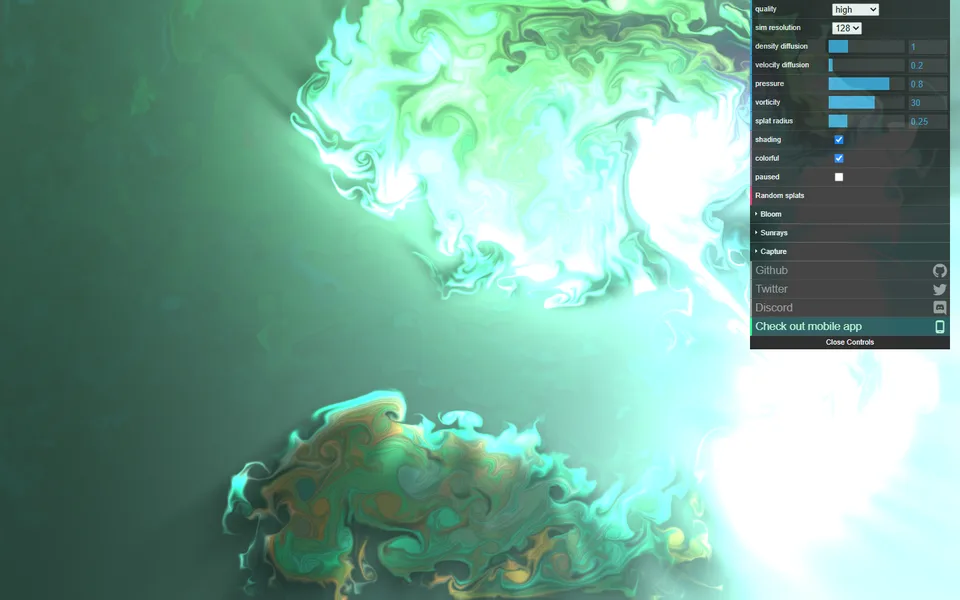 quality high
sim resolution 128
density diffusion 1
velocity diffusion 0.2
pressure 0.8
vorticity 30
splat radius 0.25
shading
colorful
paused
Random splats
Bloom
Sunrays
Capture
Github
Twitter
Discord
Check out mobile app
Close Controls